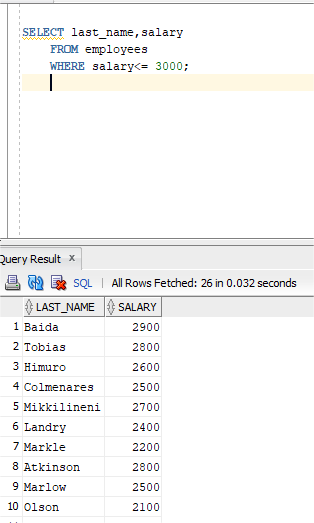 SELECT last_name,salary
FROM employees
WHERE salary<= 3000;
Query Result x
SQL | All Rows Fetched: 26 in 0.032 seconds
LAST_NAME SALARY
1 Baida 2900
2 Tobias 2800
3 Himuro 2600
4 Colmenares 2500
5 Mikkilineni 2700
6 Landry 2400
7 Markle 2200
8 Atkinson 2800
9 Marlow 2500
10 Olson 2100